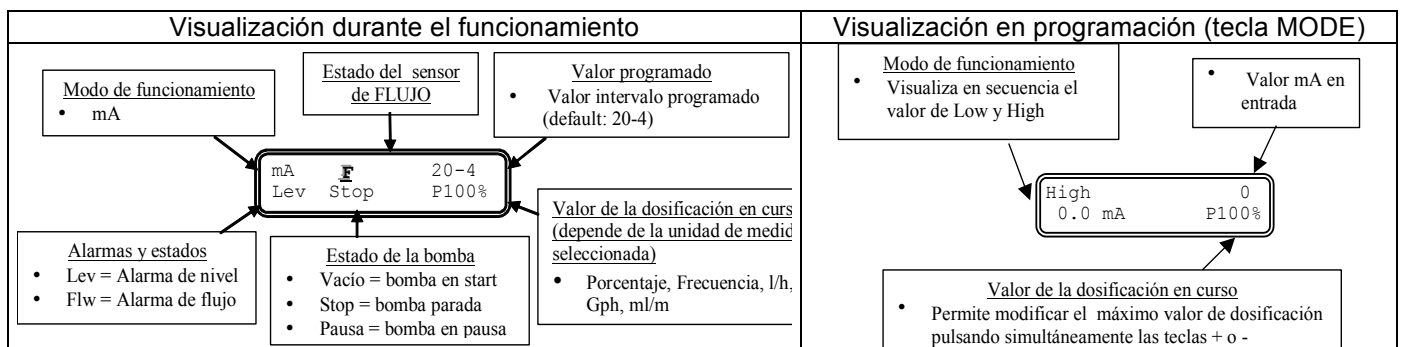 Visualización durante el funcionamiento
Modo de funcionamiento
• mA
Estado del sensor
de FLUJO
Valor programado
• Valor intervalo programado
(default: 20-4)
mA F 20-4
Lev Stop P100%
Alarmas y estados
• Lev = Alarma de nivel
• Flw = Alarma de flujo
Estado de la bomba
• Vacío = bomba en start
• Stop = bomba parada
• Pausa = bomba en pausa
Valor de la dosificación en curs
(depende de la unidad de medid
seleccionada)
• Porcentaje, Frecuencia, l/h,
Gph, ml/m
Visualización en programación (tecla MODE)
Modo de funcionamiento
• Visualiza en secuencia el
valor de Low y High
• Valor mA en
entrada
High 0
0.0 mA P100%
Valor de la dosificación en curso
• Permite modificar el máximo valor de dosificación
pulsando simultáneamente las teclas + o -